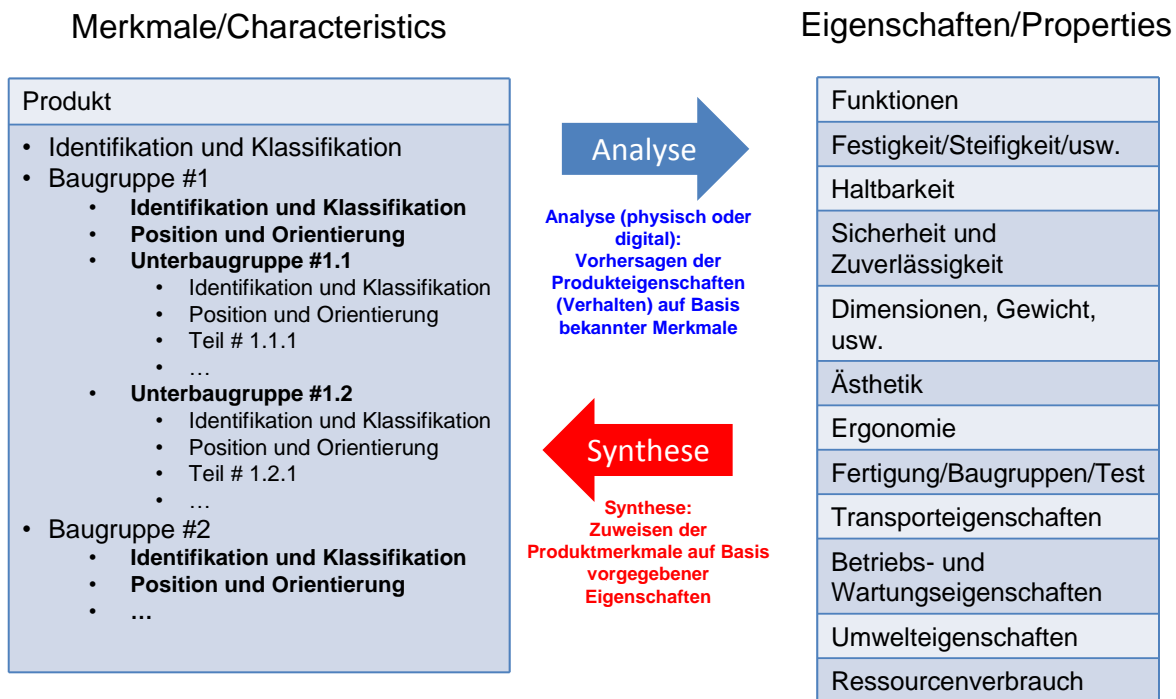 Merkmale/Characteristics
Produkt
• Identifikation und Klassifikation
• Baugruppe #1
• Identifikation und Klassifikation
• Position und Orientierung
• Unterbaugruppe #1.1
• Identifikation und Klassifikation
• Position und Orientierung
• Teil # 1.1.1
• …
• Unterbaugruppe #1.2
• Identifikation und Klassifikation
• Position und Orientierung
• Teil # 1.2.1
• …
• Baugruppe #2
• Identifikation und Klassifikation
• Position und Orientierung
• …
Analyse
Analyse (physisch oder
digital):
Vorhersagen der
Produkteigenschaften
(Verhalten) auf Basis
bekannter Merkmale
Synthese
Synthese:
Zuweisen der
Produktmerkmale auf Basis
vorgegebener
Eigenschaften
Eigenschaften/Properties
Funktionen
Festigkeit/Steifigkeit/usw.
Haltbarkeit
Sicherheit und
Zuverlässigkeit
Dimensionen, Gewicht,
usw.
Ästhetik
Ergonomie
Fertigung/Baugruppen/Test
Transporteigenschaften
Betriebs- und
Wartungseigenschaften
Umwelteigenschaften
Ressourcenverbrauch